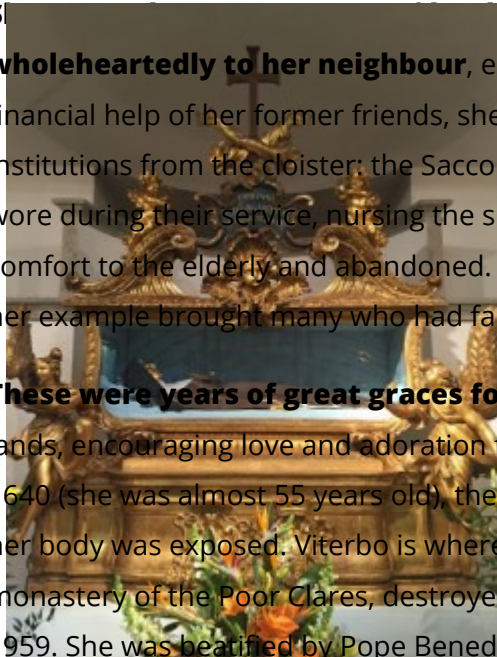 wholeheartedly to her neighbour, e
financial help of her former friends, she
nstitutions from the cloister: the Sacco
wore during their service, nursing the s
omfort to the elderly and abandoned.
her example brought many who had fa
These were years of great graces fo
ands, encouraging love and adoration
640 (she was almost 55 years old), the
her body was exposed. Viterbo is where
monastery of the Poor Clares, destroye
959. She was beatified by Pope Bened